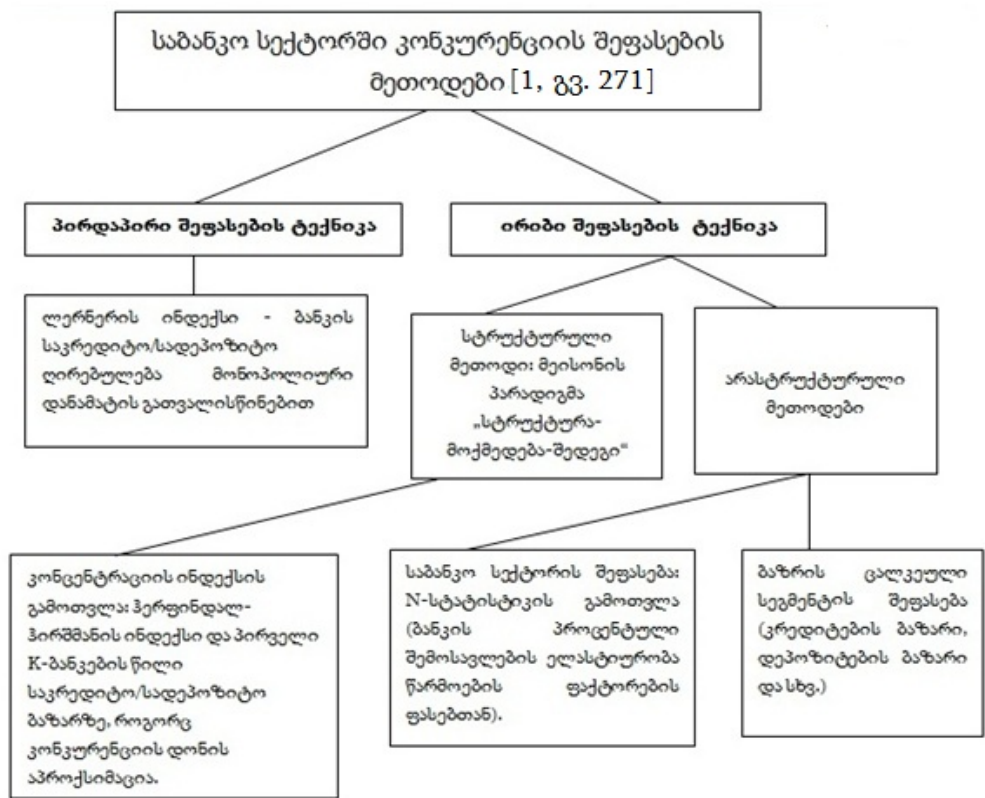 საბანკო სექტორში კონკურენციის შეფასების
მეთოდები [1, გვ. 271]
პირდაპირი შეფასების ტექნიკა
ირიბი შეფასების ტექნიკა
ლერნერის ინდექსი - ბანკის
საკრედიტო/სადეპოზიტო
ღირებულება მონოპოლიური
დანამატის გათვალისწინებით
სტრუქტურული
მეთოდი: მეისონის
პარადიგმა
„სტრუქტურა-
მოქმედება-შედეგი“
არასტრუქტურული
მეთოდები
კონცენტრაციის ინდექსის
გამოთვლა: ჰერფინდალ-
ჰირშმანის ინდექსი და პირველი
K-ბანკების წილი
საკრედიტო/სადეპოზიტო
ბაზარზე, როგორც
კონკურენციის დონის
აპროქსიმაცია.
საბანკო სექტორის შეფასება:
N-სტატისტიკის გამოთვლა
(ბანკის პროცენტული
შემოსავლების ელასტიურობა
წარმოების ფაქტორების
ფასებთან).
ბაზრის ცალკეული
სეგმენტის შეფასება
(კრედიტების ბაზარი,
დეპოზიტების ბაზარი
და სხვ.)